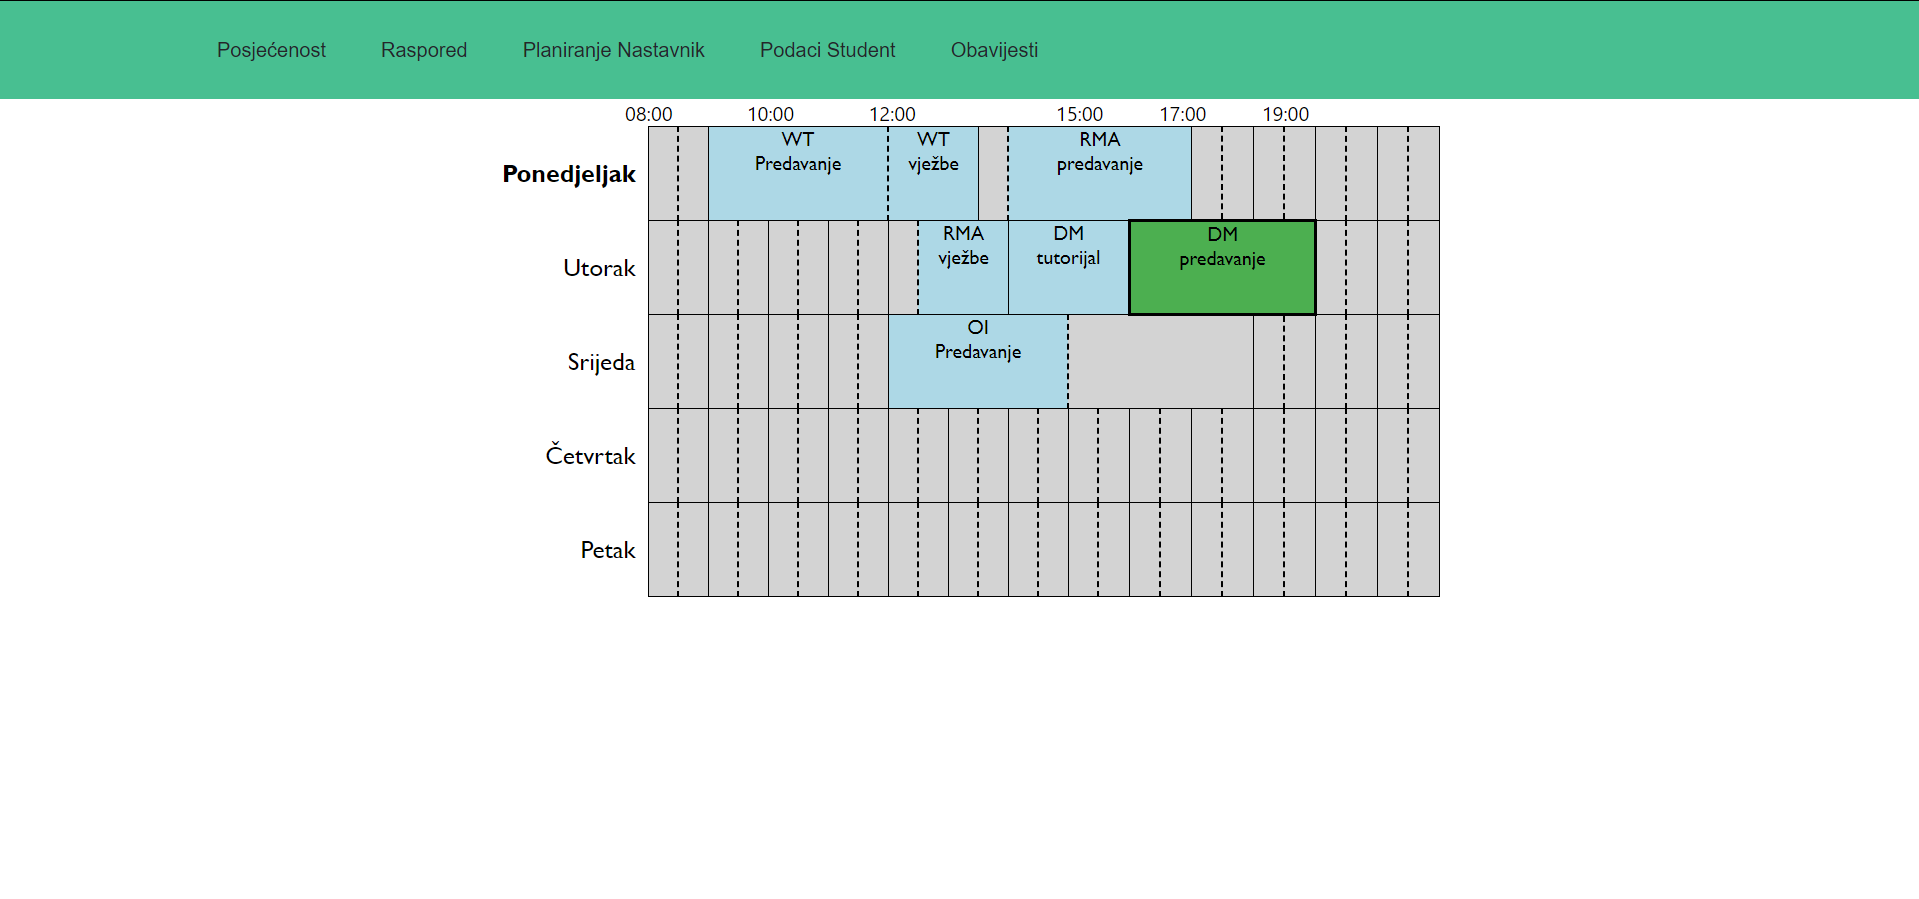 Posjećenost Raspored Planiranje Nastavnik Podaci Student Obavijesti
08:00 10:00 12:00 15:00 17:00 19:00
Ponedjeljak
WT
Predavanje
WT
vježbe
RMA
predavanje
Utorak
RMA
vježbe
DM
tutorijal
DM
predavanje
Srijeda
OI
Predavanje
Četvrtak
Petak